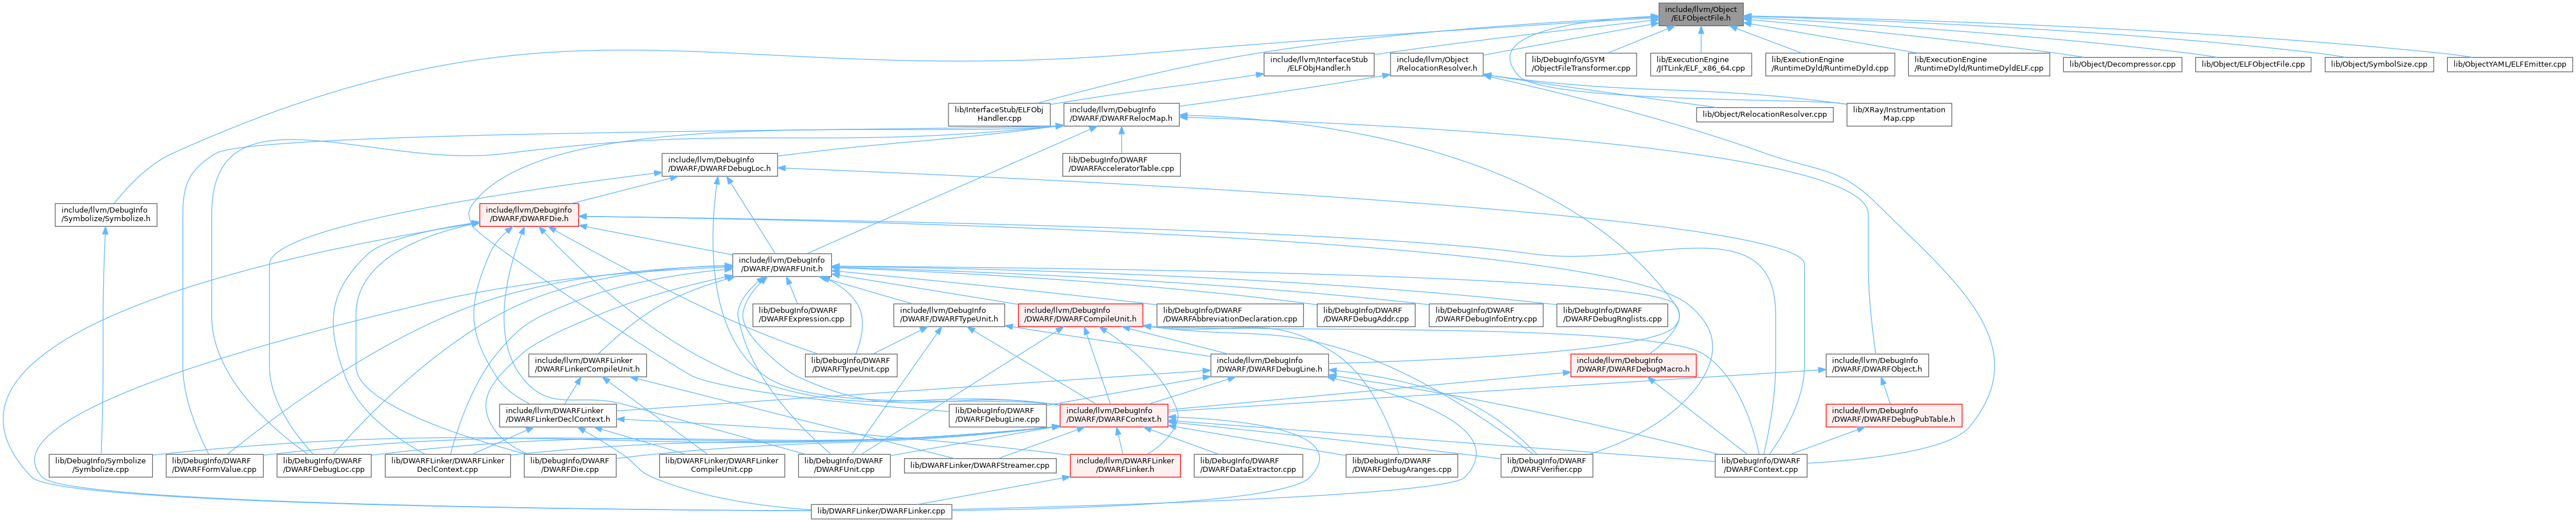 include/llvm/Object
/ELFObjectFile.h
include/llvm/InterfaceStub
/ELFObjHandler.h
include/llvm/Object
/RelocationResolver.h
lib/DebugInfo/GSYM
/ObjectFileTransformer.cpp
lib/ExecutionEngine
/JITLink/ELF_x86_64.cpp
lib/ExecutionEngine
/RuntimeDyld/RuntimeDyld.cpp
lib/ExecutionEngine
/RuntimeDyld/RuntimeDyldELF.cpp
lib/Object/Decompressor.cpp
lib/Object/ELFObjectFile.cpp
lib/Object/SymbolSize.cpp
lib/ObjectYAML/ELFEmitter.cpp
lib/InterfaceStub/ELFObj
Handler.cpp
include/llvm/DebugInfo
/DWARF/DWARFRelocMap.h
lib/Object/RelocationResolver.cpp
lib/XRay/Instrumentation
Map.cpp
include/llvm/DebugInfo
/DWARF/DWARFDebugLoc.h
lib/DebugInfo/DWARF
/DWARFAcceleratorTable.cpp
include/llvm/DebugInfo
/Symbolize/Symbolize.h
include/llvm/DebugInfo
/DWARF/DWARFDie.h
include/llvm/DebugInfo
/DWARF/DWARFUnit.h
lib/DebugInfo/DWARF
/DWARFExpression.cpp
include/llvm/DebugInfo
/DWARF/DWARFTypeUnit.h
include/llvm/DebugInfo
/DWARF/DWARFCompileUnit.h
lib/DebugInfo/DWARF
/DWARFAbbreviationDeclaration.cpp
lib/DebugInfo/DWARF
/DWARFDebugAddr.cpp
lib/DebugInfo/DWARF
/DWARFDebugInfoEntry.cpp
lib/DebugInfo/DWARF
/DWARFDebugRnglists.cpp
include/llvm/DWARFLinker
/DWARFLinkerCompileUnit.h
lib/DebugInfo/DWARF
/DWARFTypeUnit.cpp
include/llvm/DebugInfo
/DWARF/DWARFDebugLine.h
include/llvm/DebugInfo
/DWARF/DWARFDebugMacro.h
include/llvm/DebugInfo
/DWARF/DWARFObject.h
include/llvm/DWARFLinker
/DWARFLinkerDeclContext.h
lib/DebugInfo/DWARF
/DWARFDebugLine.cpp
include/llvm/DebugInfo
/DWARF/DWARFContext.h
include/llvm/DebugInfo
/DWARF/DWARFDebugPubTable.h
lib/DebugInfo/Symbolize
/Symbolize.cpp
lib/DebugInfo/DWARF
/DWARFFormValue.cpp
lib/DebugInfo/DWARF
/DWARFDebugLoc.cpp
lib/DWARFLinker/DWARFLinker
DeclContext.cpp
lib/DebugInfo/DWARF
/DWARFDie.cpp
lib/DWARFLinker/DWARFLinker
CompileUnit.cpp
lib/DebugInfo/DWARF
/DWARFUnit.cpp
lib/DWARFLinker/DWARFStreamer.cpp
include/llvm/DWARFLinker
/DWARFLinker.h
lib/DebugInfo/DWARF
/DWARFDataExtractor.cpp
lib/DebugInfo/DWARF
/DWARFDebugAranges.cpp
lib/DebugInfo/DWARF
/DWARFVerifier.cpp
lib/DebugInfo/DWARF
/DWARFContext.cpp
lib/DWARFLinker/DWARFLinker.cpp